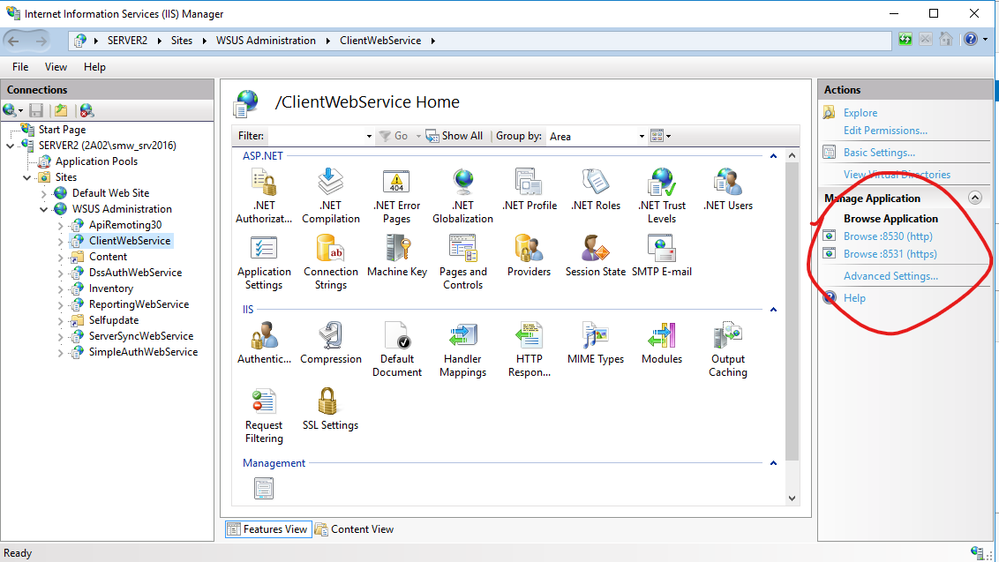 Internet Information Services (IIS) Manager
SERVER2 Sites WSUS Administration ClientWebService
File View Help
Connections
Start Page
SERVER2 (2A02\smw_srv2016)
Application Pools
Sites
Default Web Site
WSUS Administration
ApiRemoting30
ClientWebService
Content
DssAuthWebService
Inventory
ReportingWebService
Selfupdate
ServerSyncWebService
SimpleAuthWebService
/ClientWebService Home
Filter: Go Show All Group by: Area
ASP.NET
.NET Authorizat...
.NET Compilation
.NET Error Pages
404
.NET Globalization
.NET Profile
.NET Roles
.NET Trust Levels
.NET Users
Application Settings
Connection Strings
ab
Machine Key
Pages and Controls
Providers
Session State
SMTP E-mail
IIS
Authentic...
Compression
Default Document
Handler Mappings
HTTP Respon...
MIME Types
Modules
Output Caching
Request Filtering
SSL Settings
Management
Features View Content View
Actions
Explore
Edit Permissions...
Basic Settings...
View Virtual Directories
Manage Application
Browse Application
Browse :8530 (http)
Browse :8531 (https)
Advanced Settings...
Help
Ready